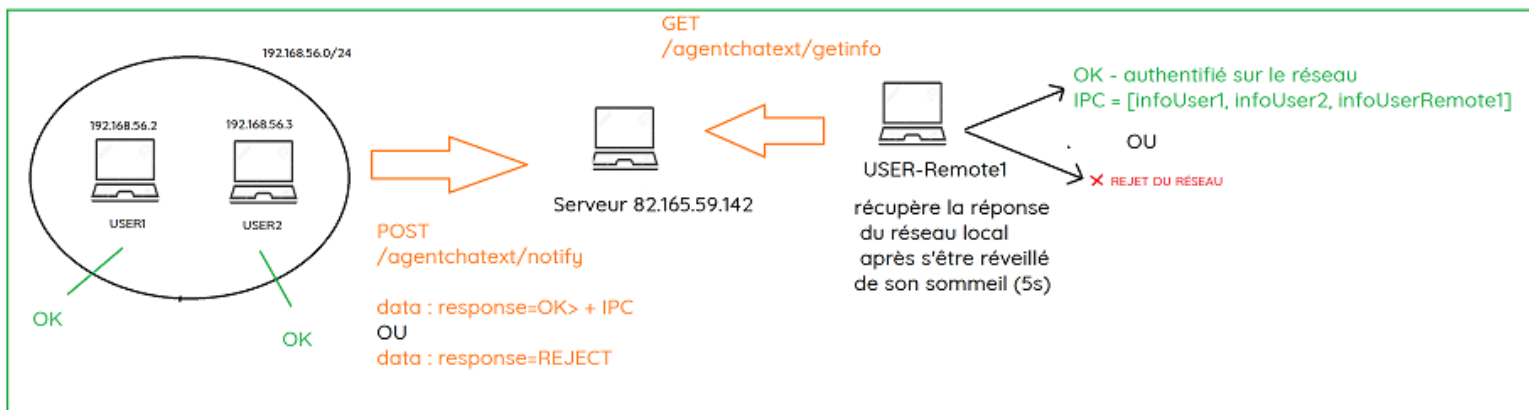 192.168.56.0/24
192.168.56.2
192.168.56.3
USER1
USER2
OK
OK
POST
/agentchatext/notify
data : response=OK> + IPC
OU
data : response=REJECT
Serveur 82.165.59.142
GET
/agentchatext/getinfo
USER-Remote1
récupère la réponse
du réseau local
après s'être réveillé
de son sommeil (5s)
OK - authentifié sur le réseau
IPC = [infoUser1, infoUser2, infoUserRemote1]
. OU
❌ REJET DU RÉSEAU